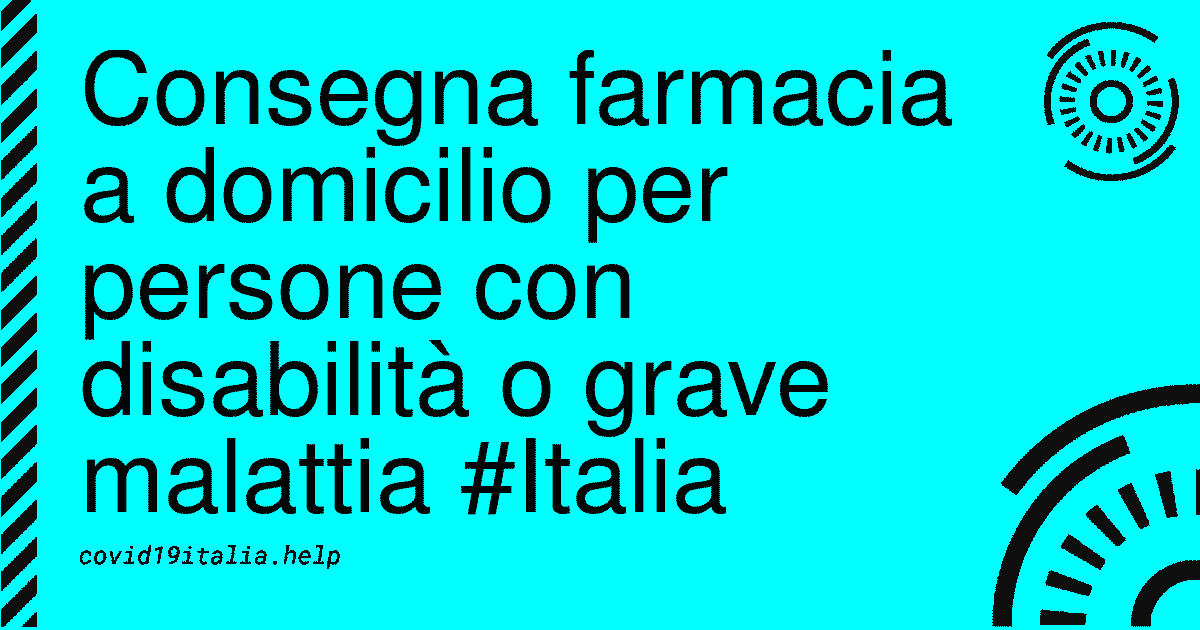 Consegna farmacia
a domicilio per
persone con
disabilità o grave
malattia #Italia
covid19italia.help